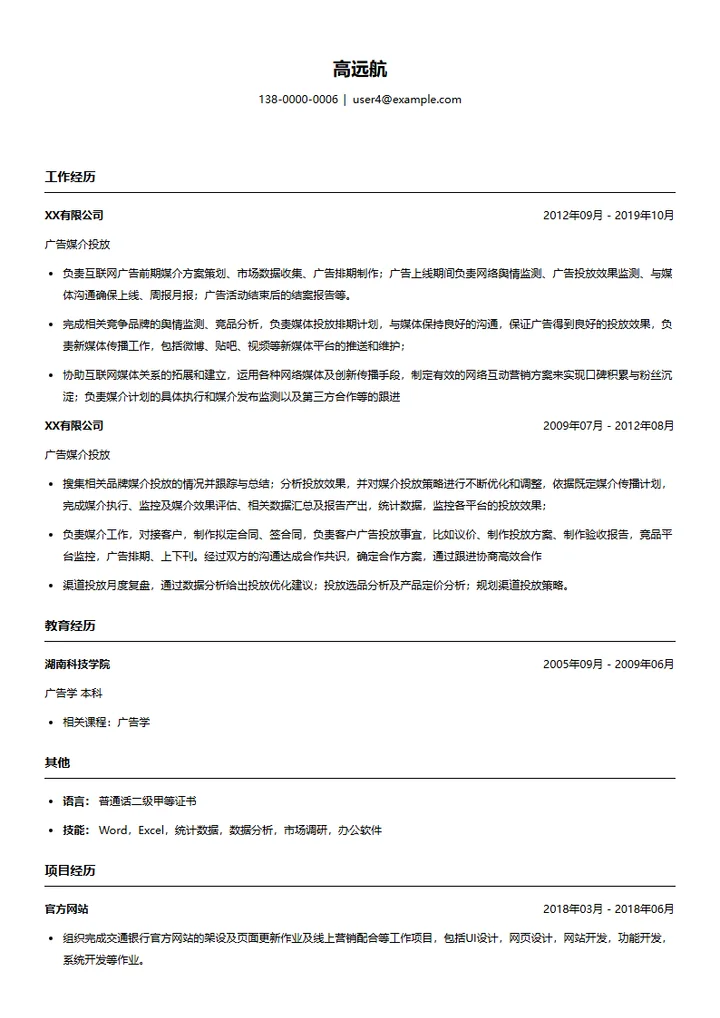 高远航
138-0000-0006 | user4@example.com
工作经历
XX有限公司 2012年09月 - 2019年10月
广告媒介投放
• 负责互联网广告前期媒介方案策划、市场数据收集、广告排期制作；广告上线期间负责网络舆情监测、广告投放效果监测、与媒
体沟通确保上线、周报月报；广告活动结束后的结案报告等。
• 完成相关竞争品牌的舆情监测、竞品分析，负责媒体投放排期计划，与媒体保持良好的沟通，保证广告得到良好的投放效果，负
责新媒体传播工作，包括微博、贴吧、视频等新媒体平台的推送和维护；
• 协助互联网媒体关系的拓展和建立，运用各种网络媒体及创新传播手段，制定有效的网络互动营销方案来实现口碑积累与粉丝沉
淀；负责媒介计划的具体执行和媒介发布监测以及第三方合作等的跟进
XX有限公司 2009年07月 - 2012年08月
广告媒介投放
• 搜集相关品牌媒介投放的情况并跟踪与总结；分析投放效果，并对媒介投放策略进行不断优化和调整，依据既定媒介传播计划，
完成媒介执行、监控及媒介效果评估、相关数据汇总及报告产出，统计数据，监控各平台的投放效果；
• 负责媒介工作，对接客户，制作拟定合同、签合同，负责客户广告投放事宜，比如议价、制作投放方案、制作验收报告，竞品平
台监控，广告排期、上下刊。经过双方的沟通达成合作共识，确定合作方案，通过跟进协商高效合作
• 渠道投放月度复盘，通过数据分析给出投放优化建议；投放选品分析及产品定价分析；规划渠道投放策略。
教育经历
湖南科技学院 2005年09月 - 2009年06月
广告学 本科
• 相关课程：广告学
其他
• 语言： 普通话二级甲等证书
• 技能： Word，Excel，统计数据，数据分析，市场调研，办公软件
项目经历
官方网站 2018年03月 - 2018年06月
• 组织完成交通银行官方网站的架设及页面更新作业及线上营销配合等工作项目，包括UI设计，网页设计，网站开发，功能开发，
系统开发等作业。